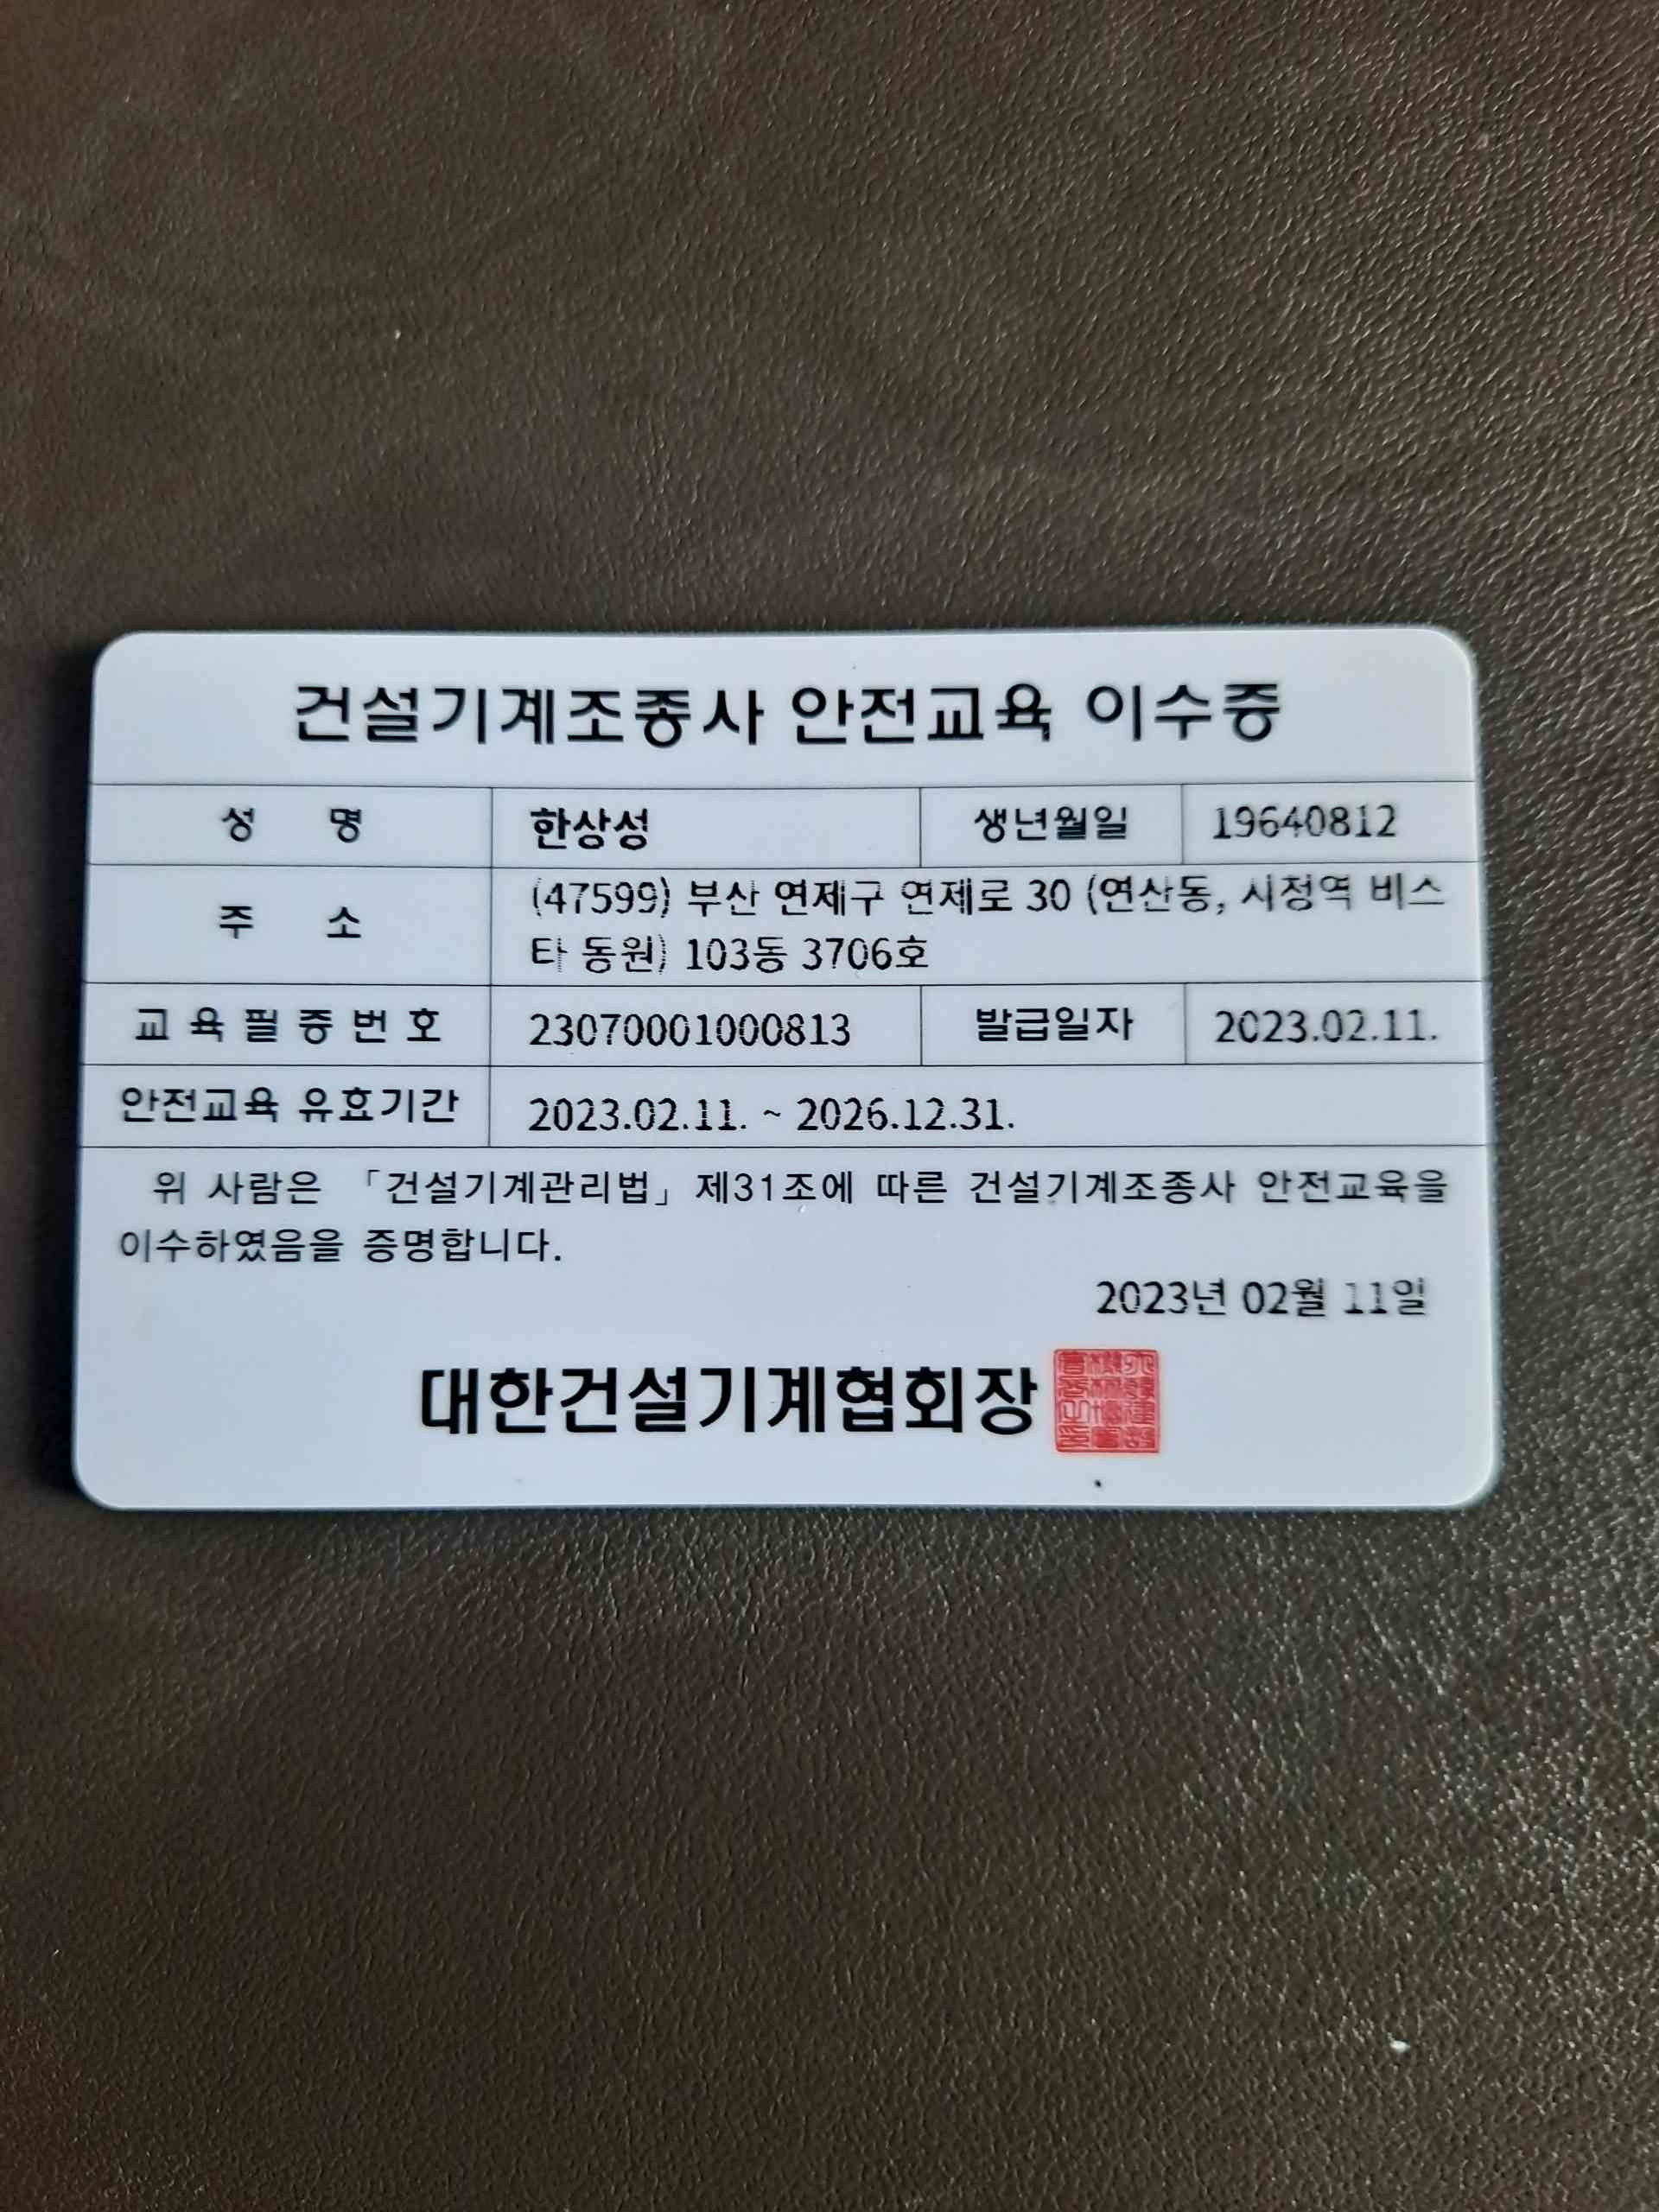 건설기계조종사 안전교육 이수증
성 명 한상성 생년월일 19640812
주 소 (47599) 부산 연제구 연제로 30 (연산동, 시청역 비스
타 동원) 103동 3706호
교육필증번호 23070001000813 발급일자 2023.02.11.
안전교육 유효기간 2023.02.11. ~ 2026.12.31.
위 사람은 「건설기계관리법」 제31조에 따른 건설기계조종사 안전교육을
이수하였음을 증명합니다.
2023년 02월 11일
대한건설기계협회장